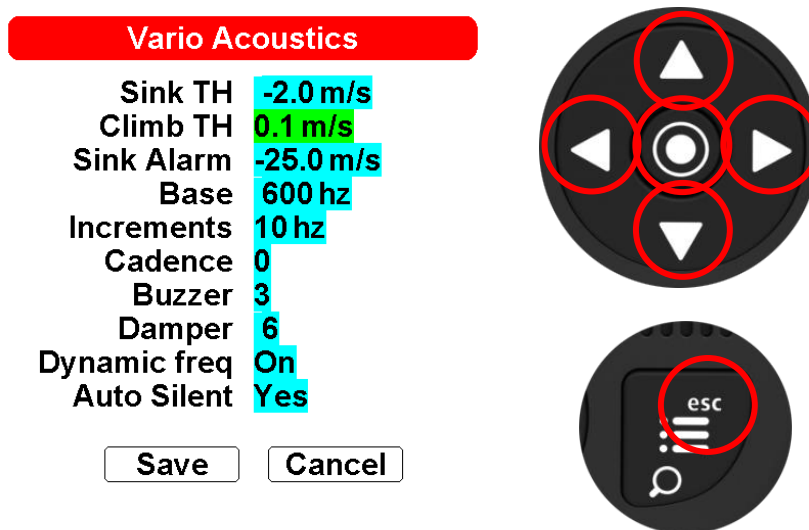 Vario Acoustics
Sink TH -2.0 m/s
Climb TH 0.1 m/s
Sink Alarm -25.0 m/s
Base 600 hz
Increments 10 hz
Cadence 0
Buzzer 3
Damper 6
Dynamic freq On
Auto Silent Yes
Save Cancel
esc